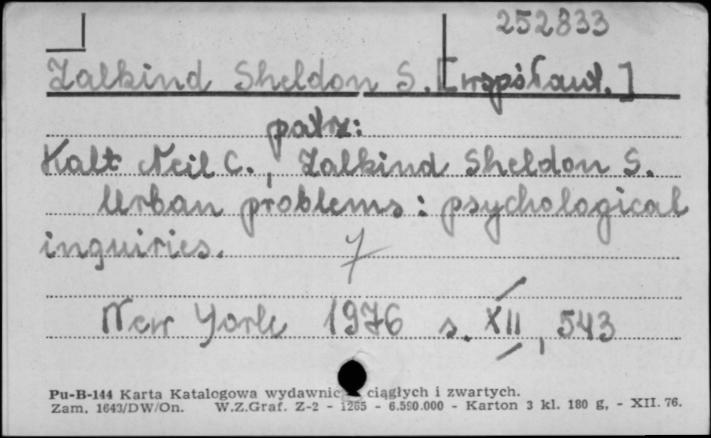 252833
Zalkind Sheldon S. [współaut.]
patrz:
Kalt Neil C., Zalkind Sheldon S.
Urban problems: psychological
inquiries.
7
New York 1976 s. XII, 543
Pu-B-144 Karta Katalogowa wydawnic ciągłych i zwartych.
Zam. 1643/DW/On. W.Z.Graf. Z-2 - 1265 - 6.590.000 - Karton 3 kl. 180 g, - XII. 76.